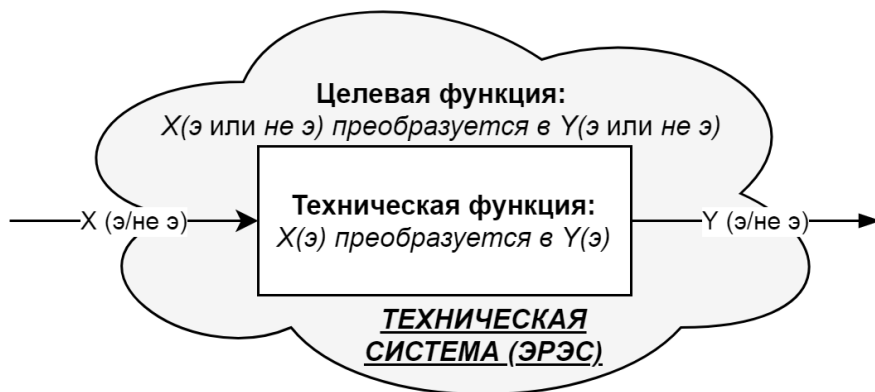 Целевая функция:
X(э или не э) преобразуется в Y(э или не э)
X (э/не э)
Техническая функция:
X(э) преобразуется в Y(э)
Y (э/не э)
ТЕХНИЧЕСКАЯ
СИСТЕМА (ЭРЭС)